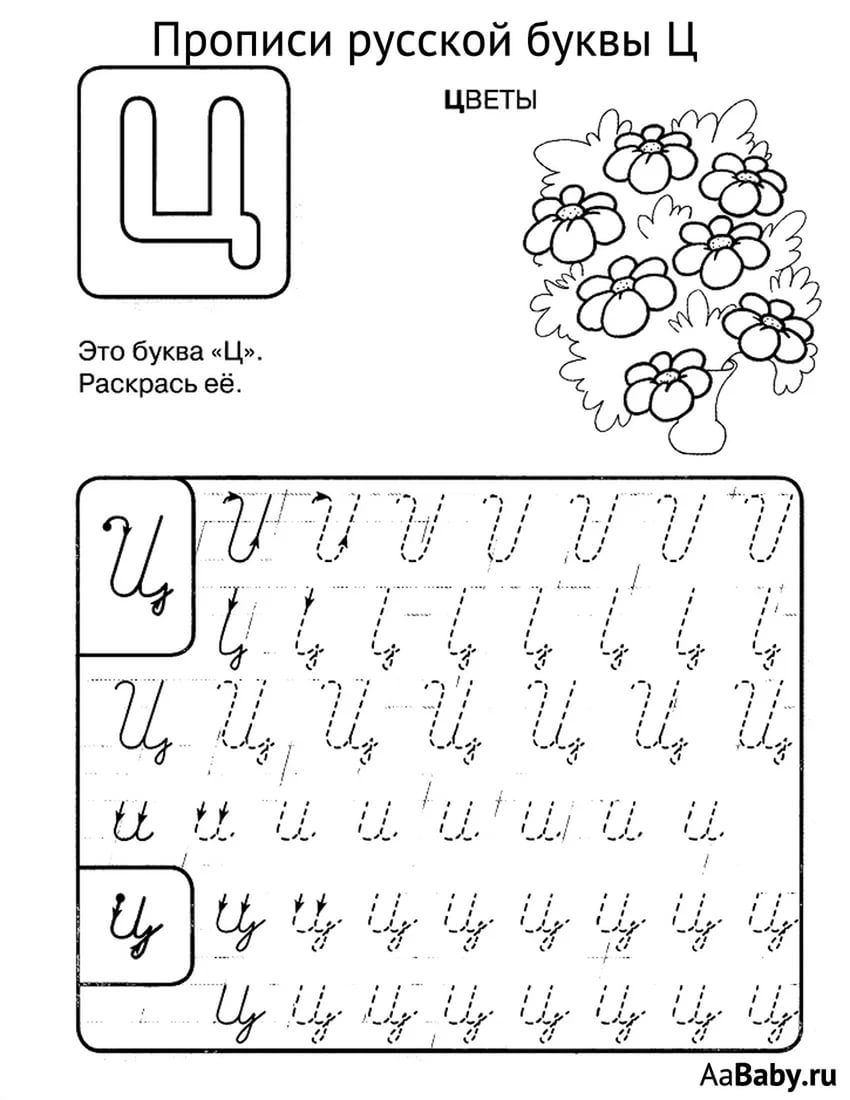 Прописи русской буквы Ц
Ц
ЦВЕТЫ
Это буква «Ц».
Раскрась её.
Ц
Ц
ц
ц
AaBaby.ru